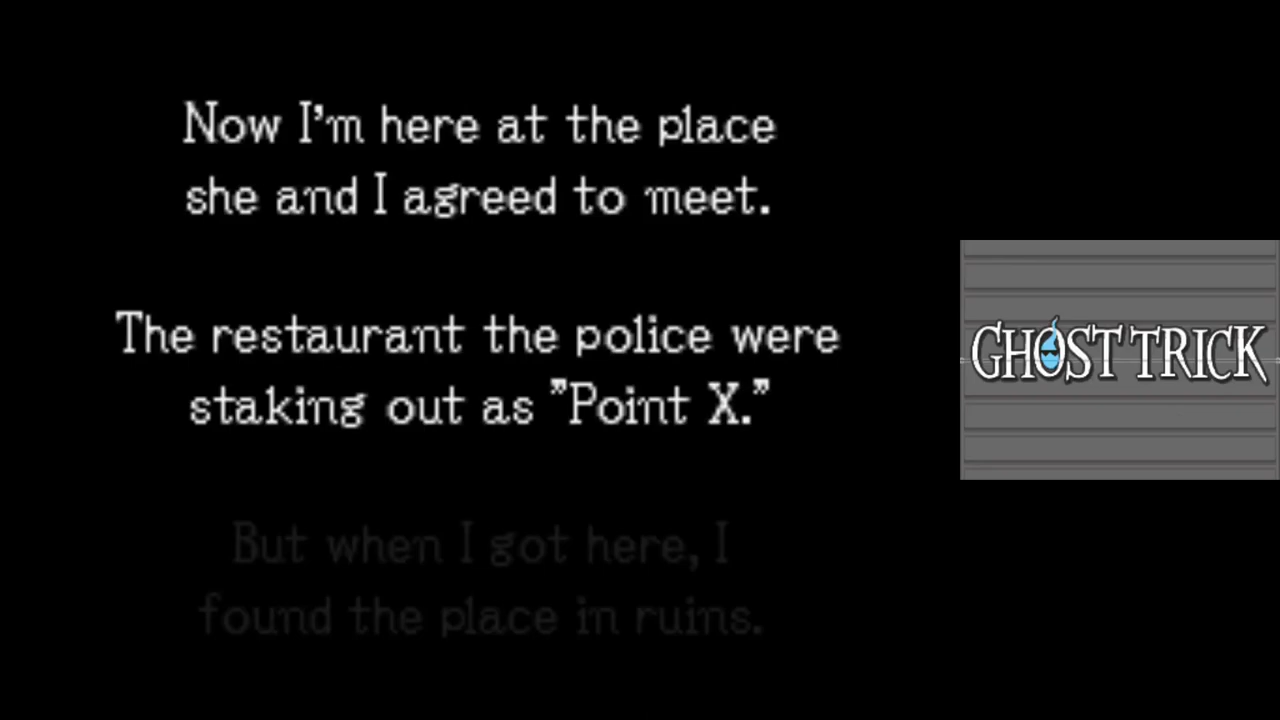 Now I'm here at the place
she and I agreed to meet.
The restaurant the police were
staking out as "Point X."
But when I got here, I
found the place in ruins.
GHOST TRICK